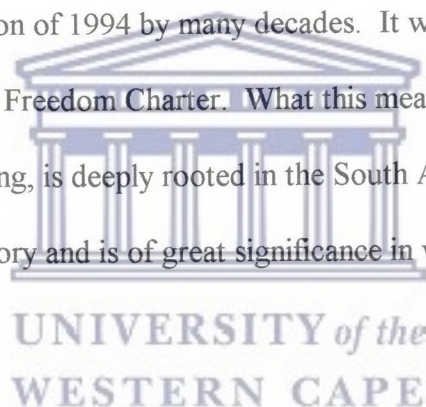 on of 1994 by many decades. It w
Freedom Charter. What this mea
ng, is deeply rooted in the South A
ory and is of great significance in
UNIVERSITY of the
WESTERN CAPE